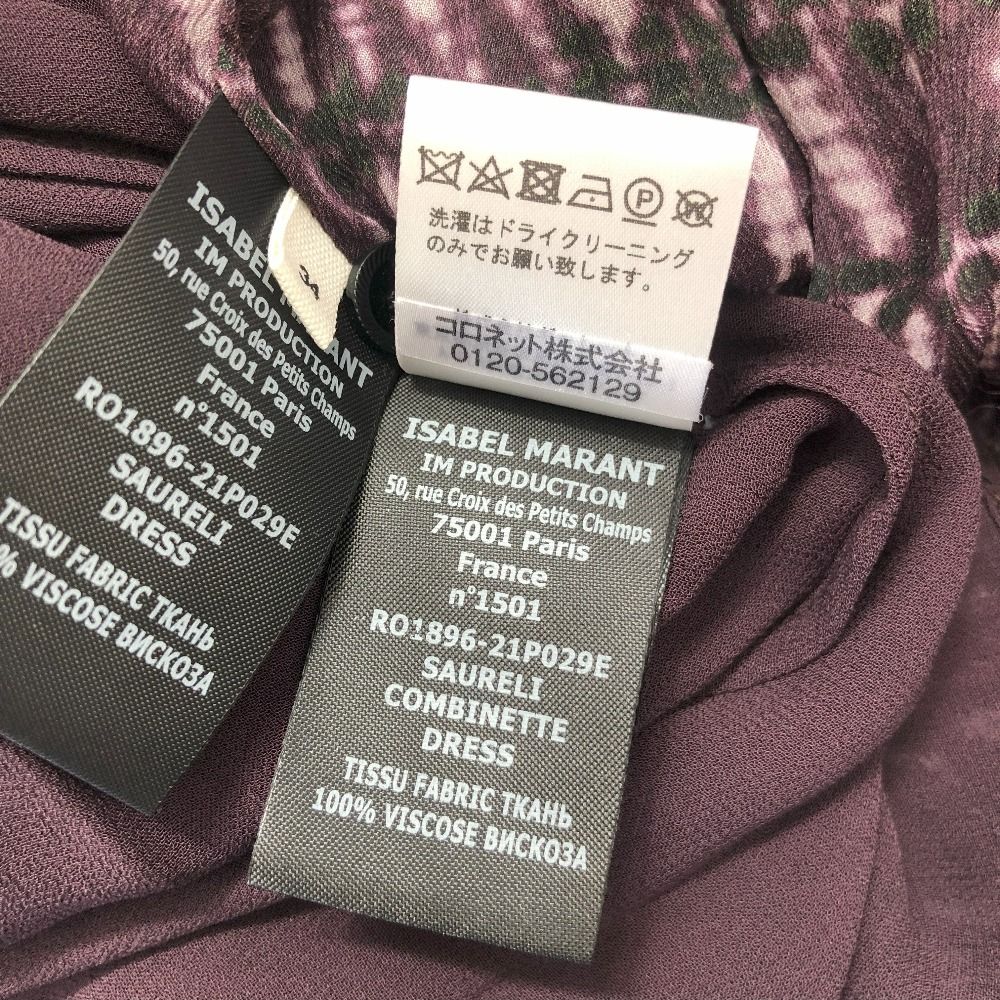 ISABEL MARANT
IM PRODUCTION
50, rue Croix des Petits Champs
75001 Paris
France
n°1501
RO1896-21P029E
SAURELI
DRESS
TISSU FABRIC ТКАНЬ
% VISCOSE ВИСКОЗА
34
P
W
洗濯はドライクリーニング
のみでお願い致します。
コロネット株式会社
0120-562129
ISABEL MARANT
IM PRODUCTION
50, rue Croix des Petits Champs
75001 Paris
France
n°1501
RO1896-21P029E
SAURELI
COMBINETTE
DRESS
TISSU FABRIC ТКАНЬ
100% VISCOSE ВИСКОЗА